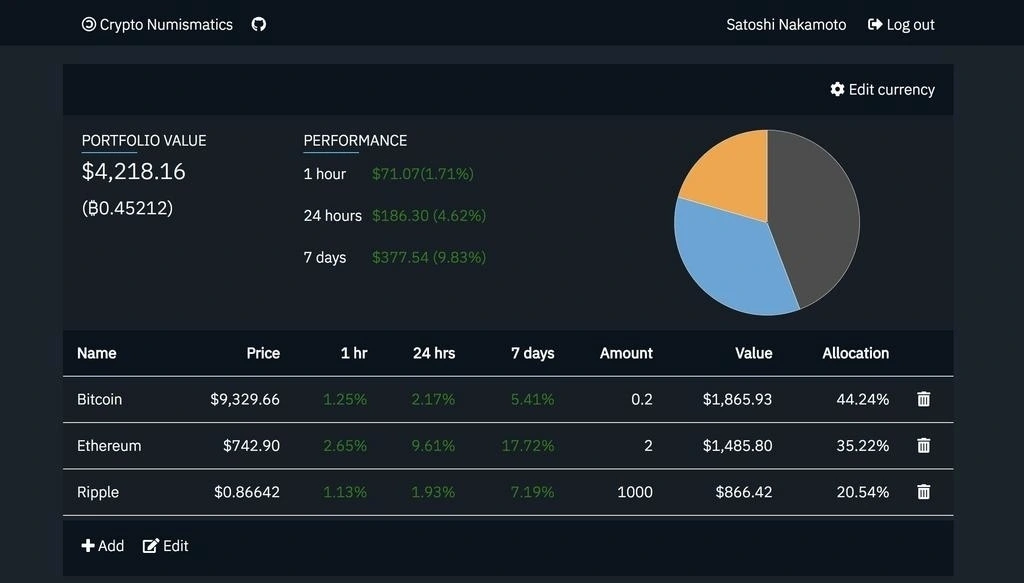 Crypto Numismatics Satoshi Nakamoto Log out
Edit currency
PORTFOLIO VALUE
$4,218.16
(₿0.45212)
PERFORMANCE
1 hour $71.07(1.71%)
24 hours $186.30 (4.62%)
7 days $377.54 (9.83%)
Name Price 1 hr 24 hrs 7 days Amount Value Allocation
Bitcoin $9,329.66 1.25% 2.17% 5.41% 0.2 $1,865.93 44.24%
Ethereum $742.90 2.65% 9.61% 17.72% 2 $1,485.80 35.22%
Ripple $0.86642 1.13% 1.93% 7.19% 1000 $866.42 20.54%
Add Edit